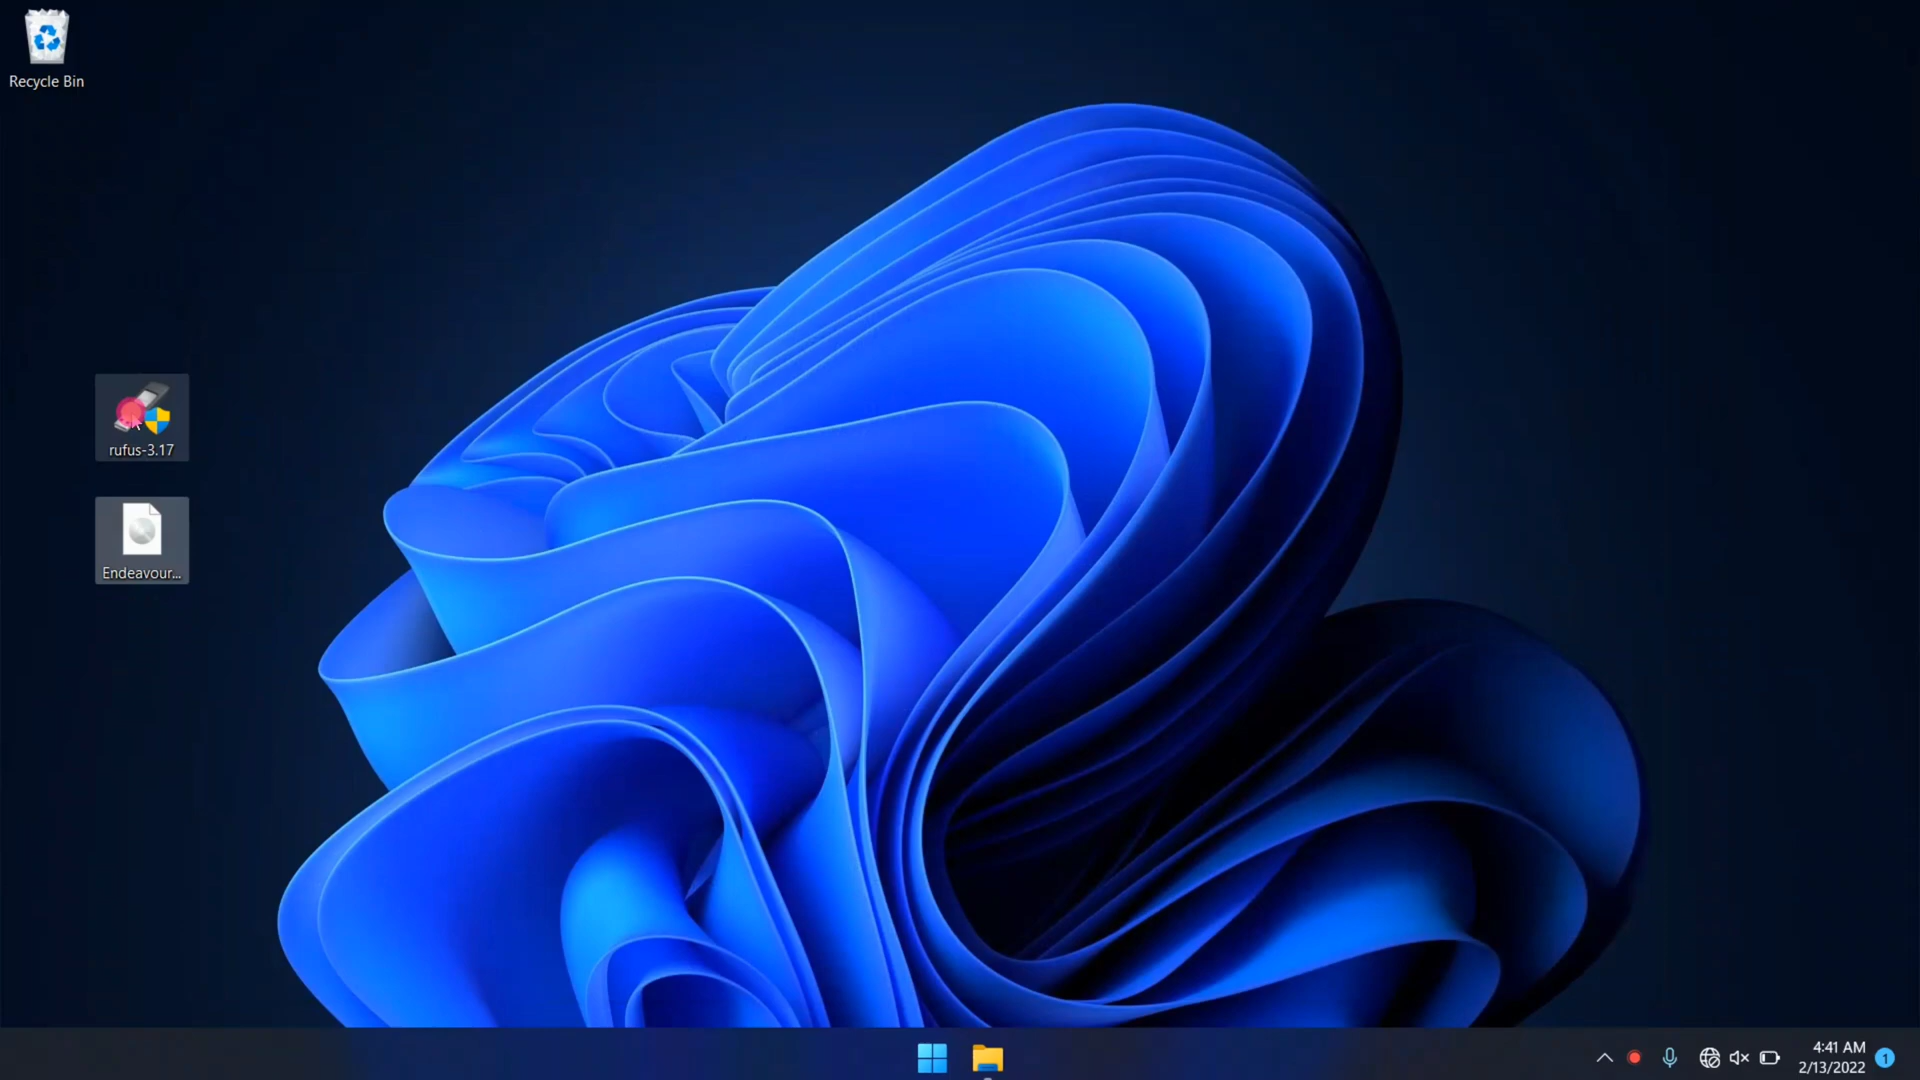 Recycle Bin
rufus-3.17
Endeavour...
4:41 AM
2/13/2022
1